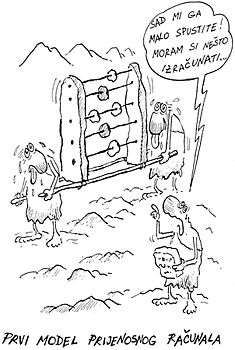 SAD MI GA
MALO SPUSTITE!
MORAM SI NEŠTO
IZRAČUNATI...
PRVI MODEL PRIJENOSNOG RAČUNALA